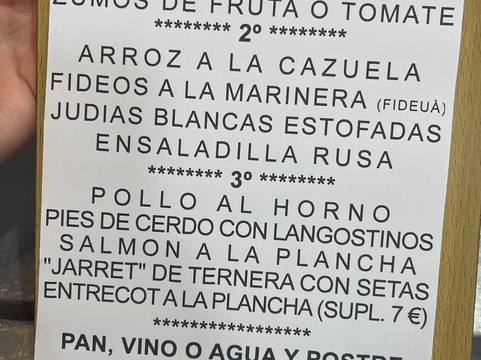 ZUMOS DE FRUTA O TOMATE
******** 2º ********
ARROZ A LA CAZUELA
FIDEOS A LA MARINERA (FIDEUÀ)
JUDIAS BLANCAS ESTOFADAS
ENSALADILLA RUSA
******** 3º ********
POLLO AL HORNO
PIES DE CERDO CON LANGOSTINOS
SALMON A LA PLANCHA
"JARRET" DE TERNERA CON SETAS
ENTRECOT A LA PLANCHA (SUPL. 7 €)
*****************
PAN, VINO O AGUA Y POSTRE